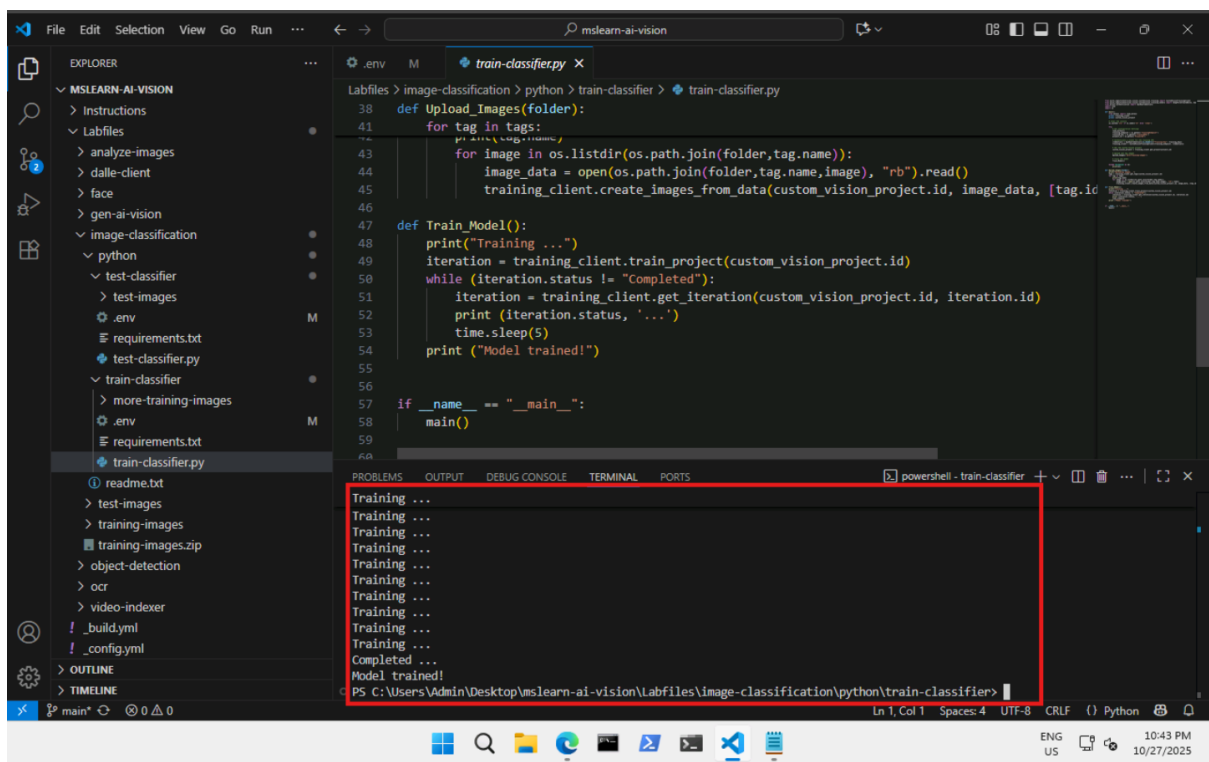 File Edit Selection View Go Run ···
mslearn-ai-vision
EXPLORER ···
MSLEARN-AI-VISION
Instructions
Labfiles
analyze-images
dalle-client
face
gen-ai-vision
image-classification
python
test-classifier
test-images
.env M
requirements.txt
test-classifier.py
train-classifier
more-training-images
.env M
requirements.txt
train-classifier.py
readme.txt
test-images
training-images
training-images.zip
object-detection
ocr
video-indexer
_build.yml
_config.yml
OUTLINE
TIMELINE
2
.env M train-classifier.py
Labfiles > image-classification > python > train-classifier > train-classifier.py
38 def Upload_Images(folder):
41 for tag in tags:
42 print(tag.name)
43 for image in os.listdir(os.path.join(folder,tag.name)):
44 image_data = open(os.path.join(folder,tag.name,image), "rb").read()
45 training_client.create_images_from_data(custom_vision_project.id, image_data, [tag.id
46
47 def Train_Model():
48 print("Training ...")
49 iteration = training_client.train_project(custom_vision_project.id)
50 while (iteration.status != "Completed"):
51 iteration = training_client.get_iteration(custom_vision_project.id, iteration.id)
52 print (iteration.status, '...')
53 time.sleep(5)
54 print ("Model trained!")
55
56
57 if __name__ == "__main__":
58 main()
59
60
PROBLEMS OUTPUT DEBUG CONSOLE TERMINAL PORTS powershell - train-classifier
Training ...
Training ...
Training ...
Training ...
Training ...
Training ...
Training ...
Training ...
Training ...
Training ...
Completed ...
Model trained!
PS C:\Users\Admin\Desktop\mslearn-ai-vision\Labfiles\image-classification\python\train-classifier>
main* 0 0 Ln 1, Col 1 Spaces: 4 UTF-8 CRLF {} Python
ENG
US
10:43 PM
10/27/2025